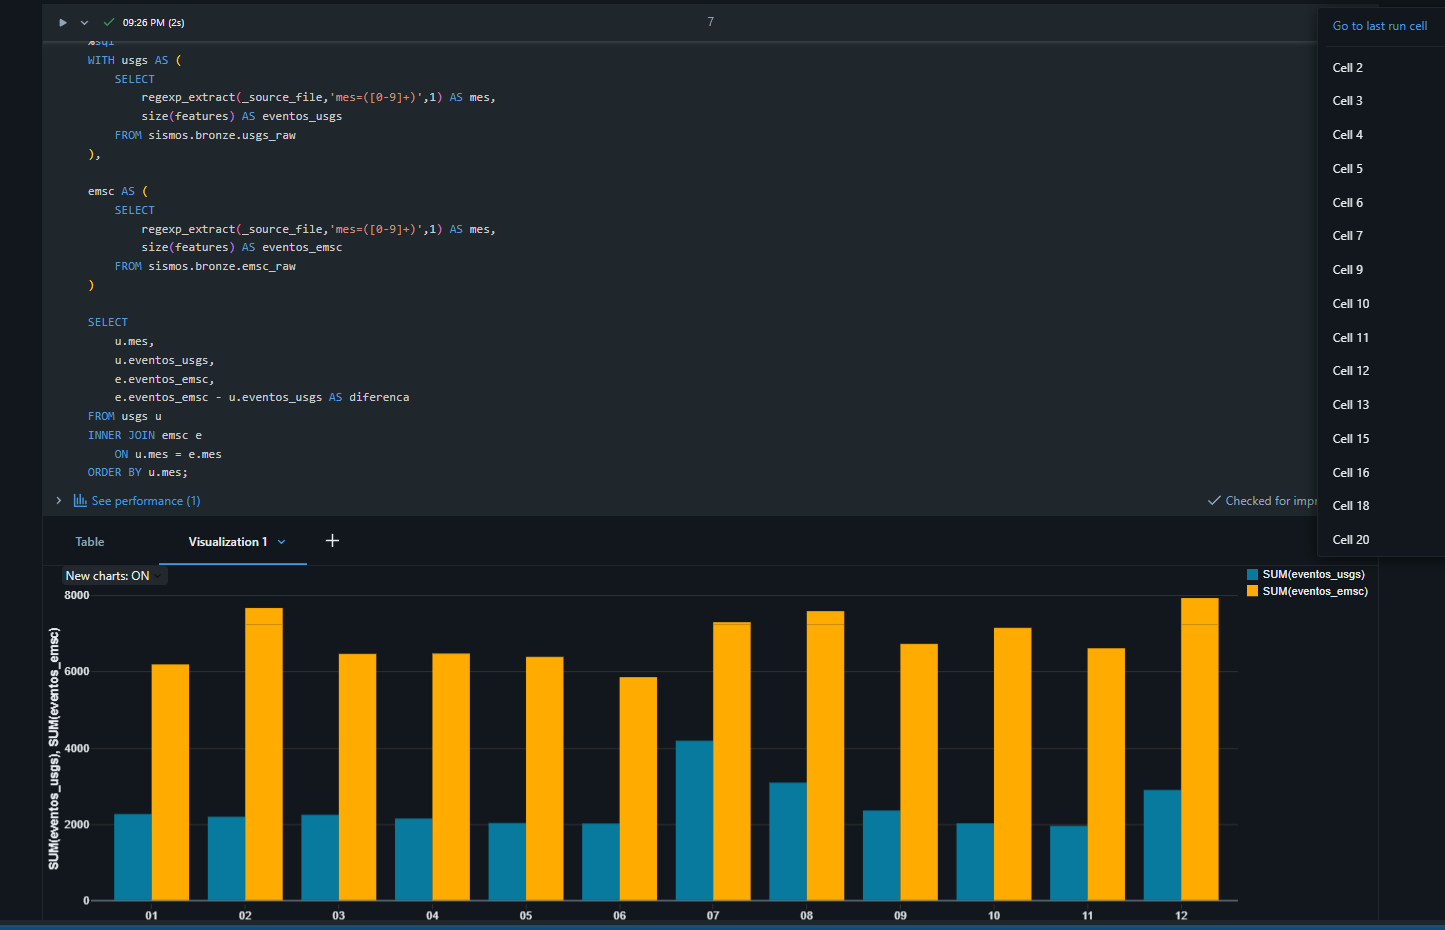 09:26 PM (2s)
7
%sql
WITH usgs AS (
SELECT
regexp_extract(_source_file,'mes=([0-9]+)',1) AS mes,
size(features) AS eventos_usgs
FROM sismos.bronze.usgs_raw
),
emsc AS (
SELECT
regexp_extract(_source_file,'mes=([0-9]+)',1) AS mes,
size(features) AS eventos_emsc
FROM sismos.bronze.emsc_raw
)
SELECT
u.mes,
u.eventos_usgs,
e.eventos_emsc,
e.eventos_emsc - u.eventos_usgs AS diferenca
FROM usgs u
INNER JOIN emsc e
ON u.mes = e.mes
ORDER BY u.mes;
See performance (1)
Checked for impr
Go to last run cell
Cell 2
Cell 3
Cell 4
Cell 5
Cell 6
Cell 7
Cell 9
Cell 10
Cell 11
Cell 12
Cell 13
Cell 15
Cell 16
Cell 18
Cell 20
Table
Visualization 1
New charts: ON
SUM(eventos_usgs)
SUM(eventos_emsc)
SUM(eventos_usgs), SUM(eventos_emsc)
8000
6000
4000
2000
0
01 02 03 04 05 06 07 08 09 10 11 12